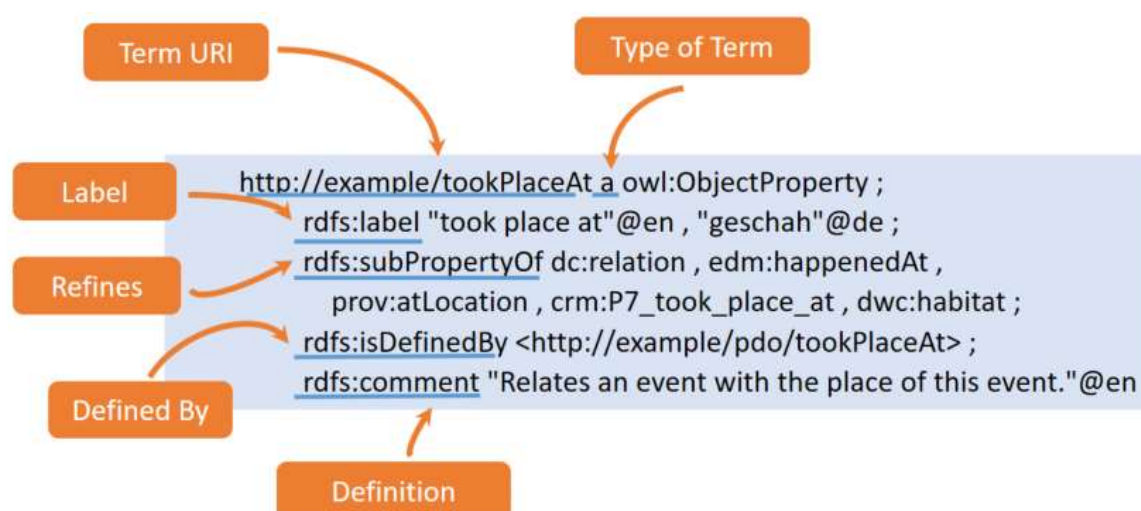 Term URI
Type of Term
Label
Refines
Defined By
Definition
http://example/tookPlaceAt a owl:ObjectProperty ;
rdfs:label "took place at"@en , "geschah"@de ;
rdfs:subPropertyOf dc:relation , edm:happenedAt ,
prov:atLocation , crm:P7_took_place_at , dwc:habitat ;
rdfs:isDefinedBy <http://example/pdo/tookPlaceAt> ;
rdfs:comment "Relates an event with the place of this event."@en